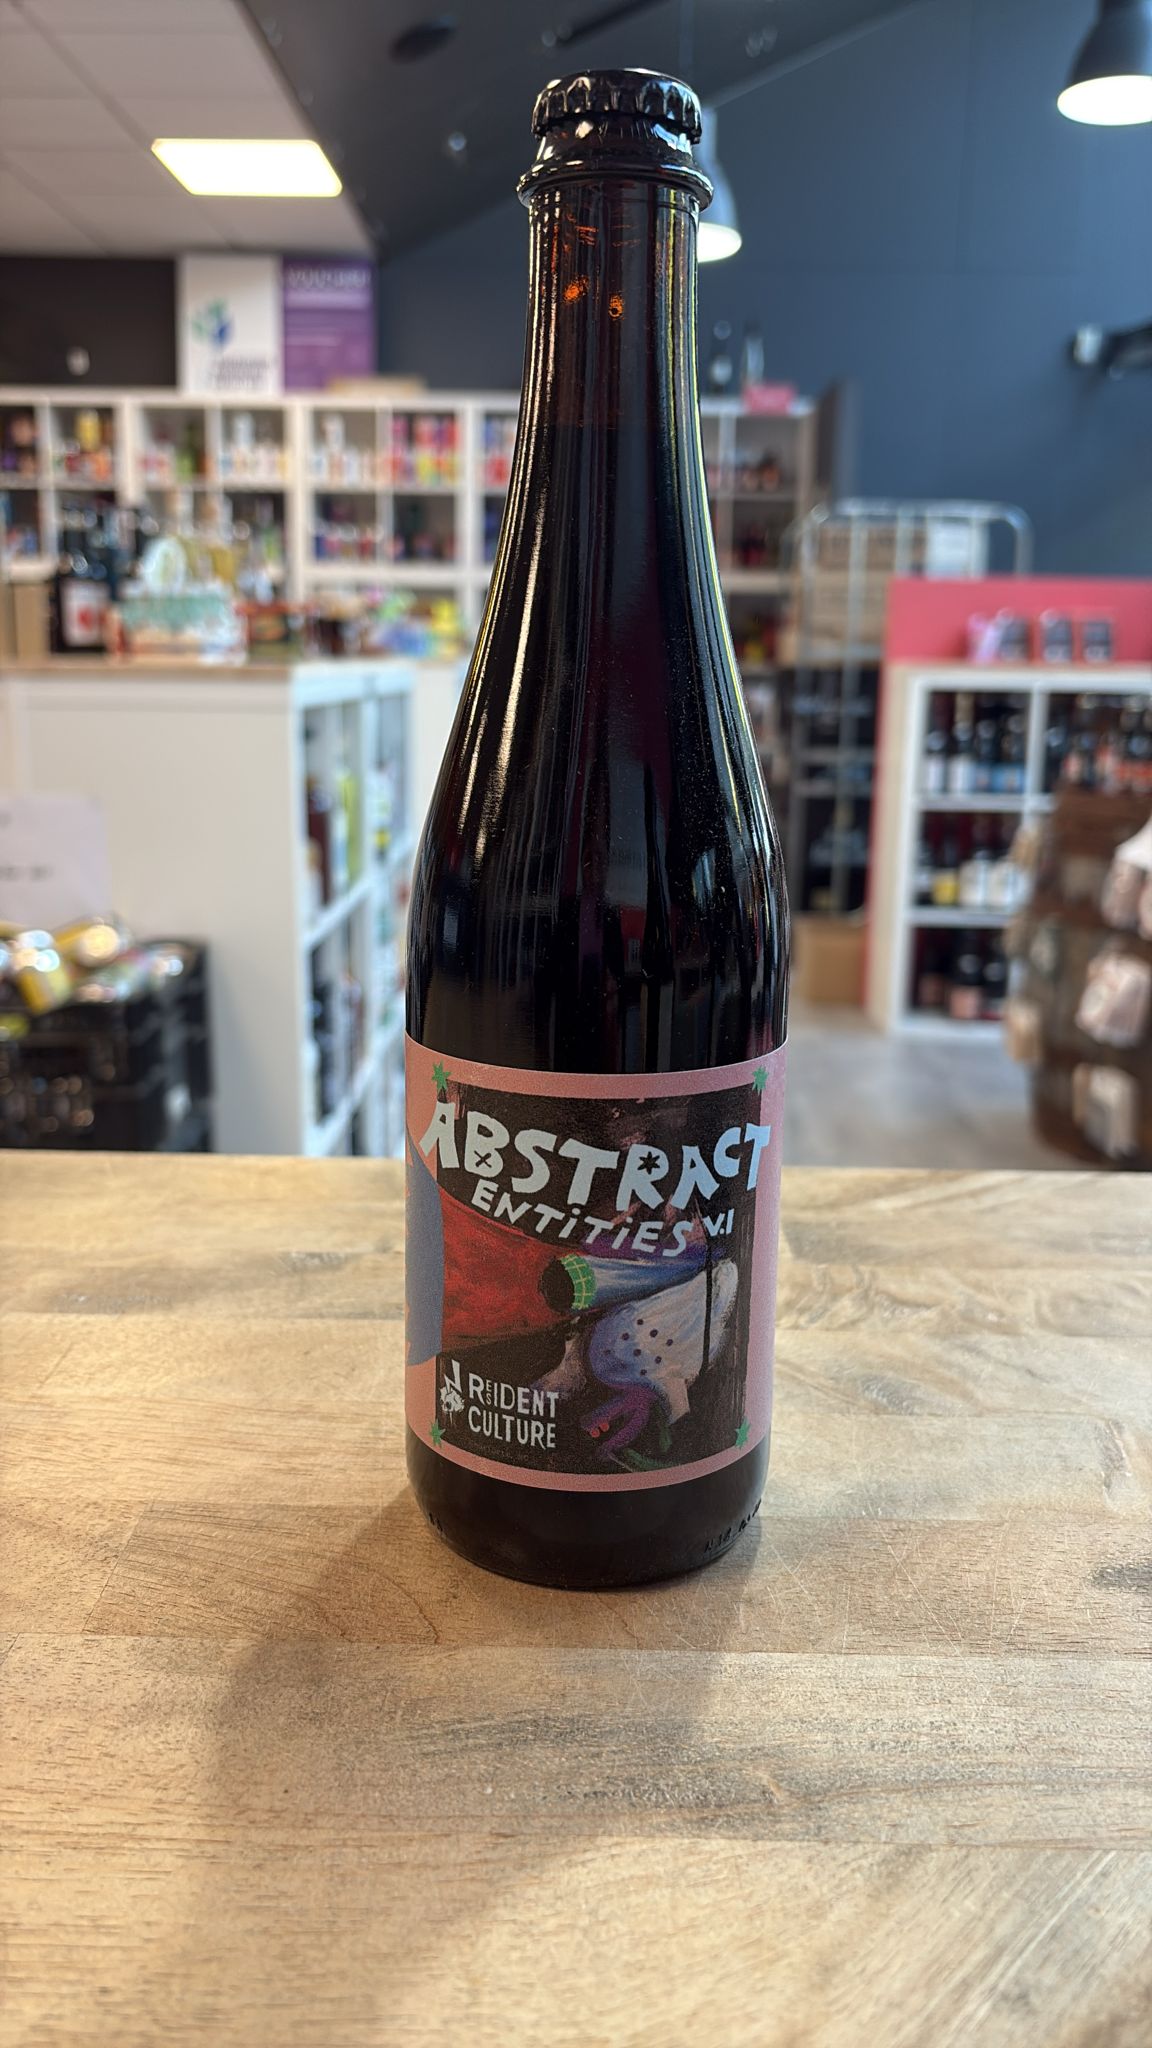 ABSTRACT
ENTiTiES V.I
RESIDENT
CULTURE